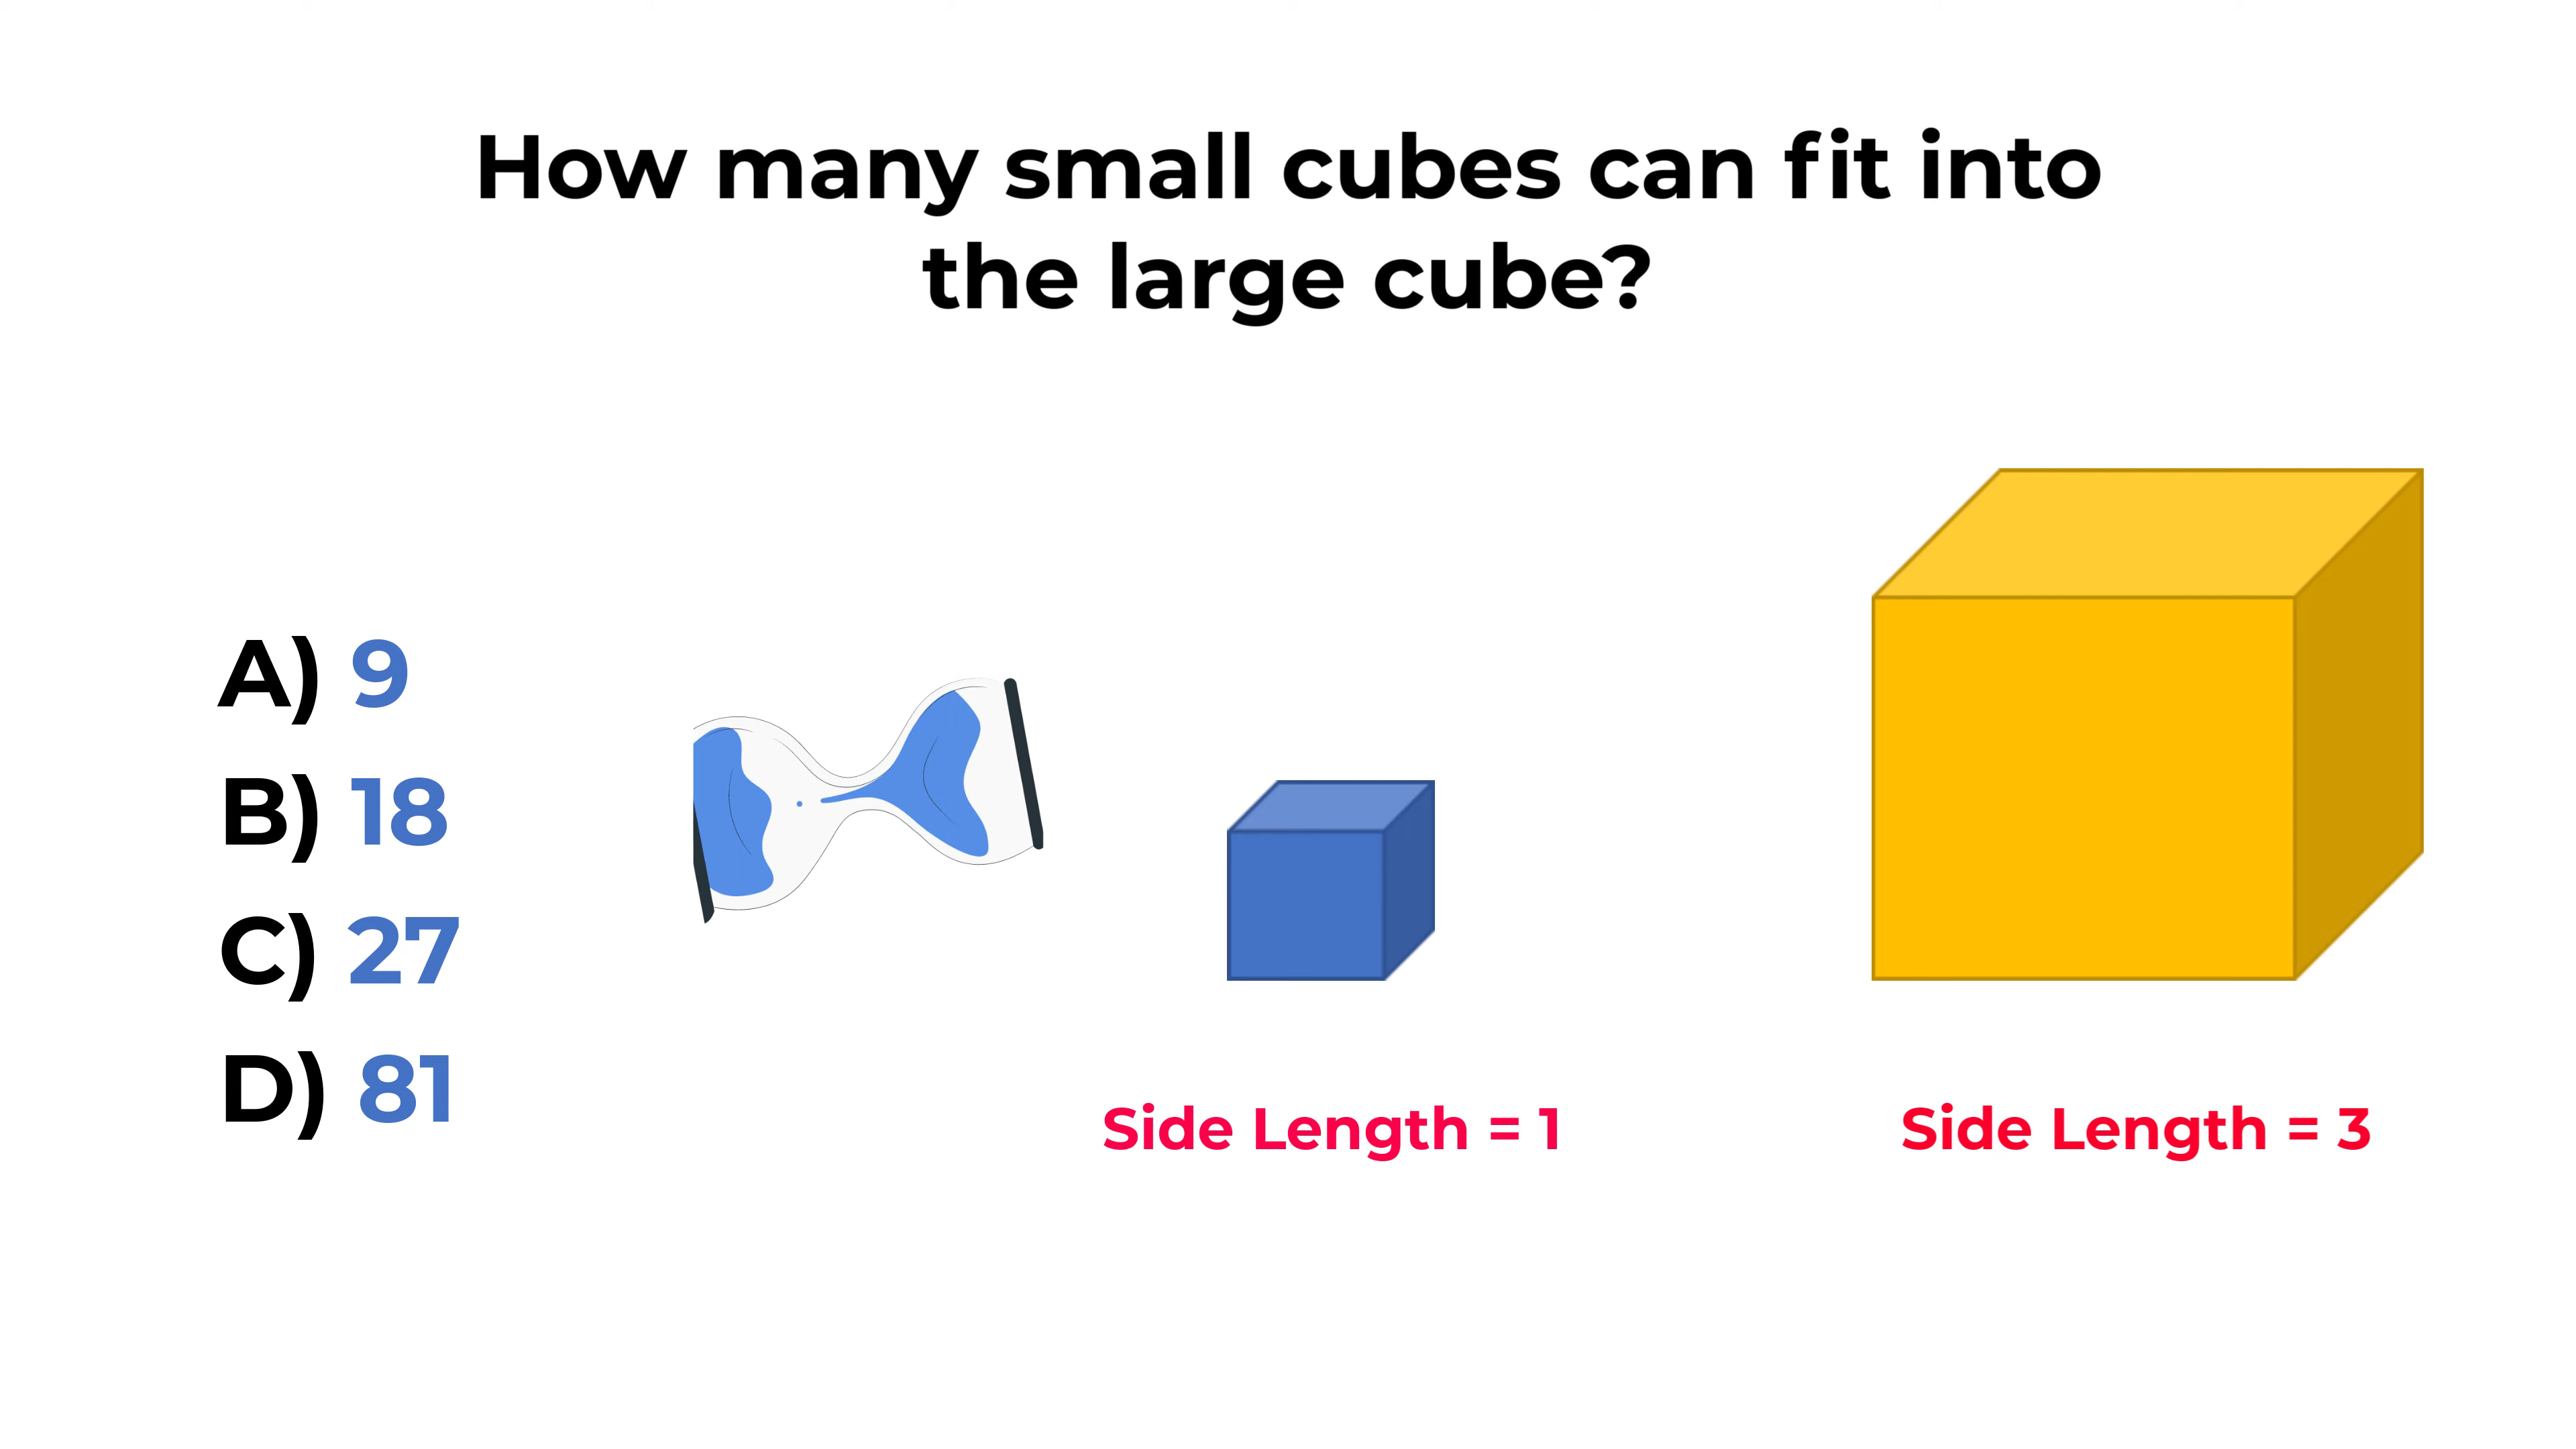 How many small cubes can fit into
the large cube?
A) 9
B) 18
C) 27
D) 81
Side Length = 1
Side Length = 3